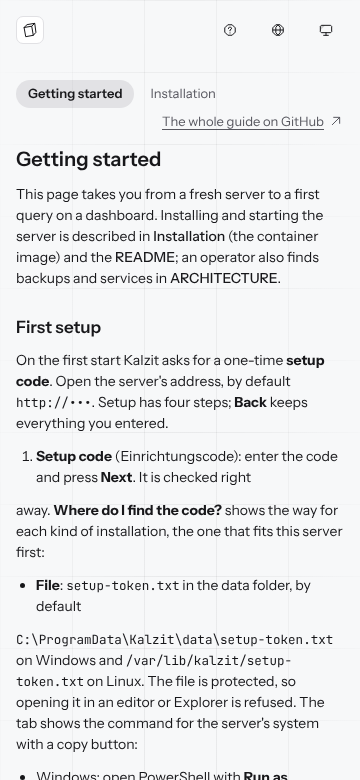 Getting started
Installation
The whole guide on GitHub
Getting started
This page takes you from a fresh server to a first
query on a dashboard. Installing and starting the
server is described in Installation (the container
image) and the README; an operator also finds
backups and services in ARCHITECTURE.
First setup
On the first start Kalzit asks for a one-time setup
code. Open the server's address, by default
http://•••. Setup has four steps; Back keeps
everything you entered.
1. Setup code (Einrichtungscode): enter the code
and press Next. It is checked right
away. Where do I find the code? shows the way for
each kind of installation, the one that fits this server
first:
• File: setup-token.txt in the data folder, by
default
C:\ProgramData\Kalzit\data\setup-token.txt
on Windows and /var/lib/kalzit/setup-
token.txt on Linux. The file is protected, so
opening it in an editor or Explorer is refused. The
tab shows the command for the server's system
with a copy button:
• Windows: open PowerShell with Run as